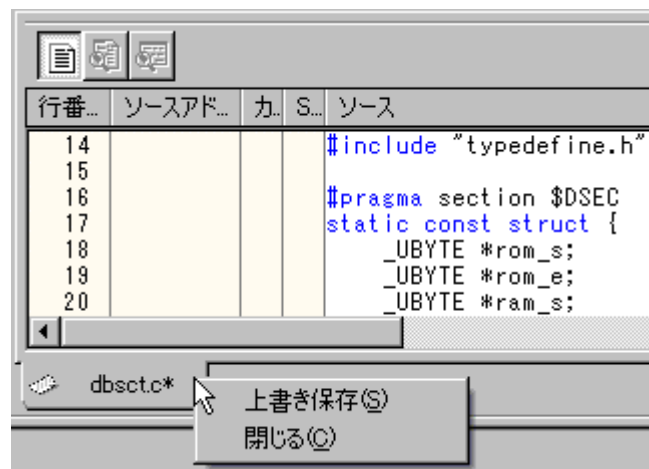 行番... ソースアド... カ.. S... ソース
14 #include "typedefine.h"
15
16 #pragma section $DSEC
17 static const struct {
18 _UBYTE *rom_s;
19 _UBYTE *rom_e;
20 _UBYTE *ram_s;
dbsct.c*
上書き保存(S)
閉じる(C)